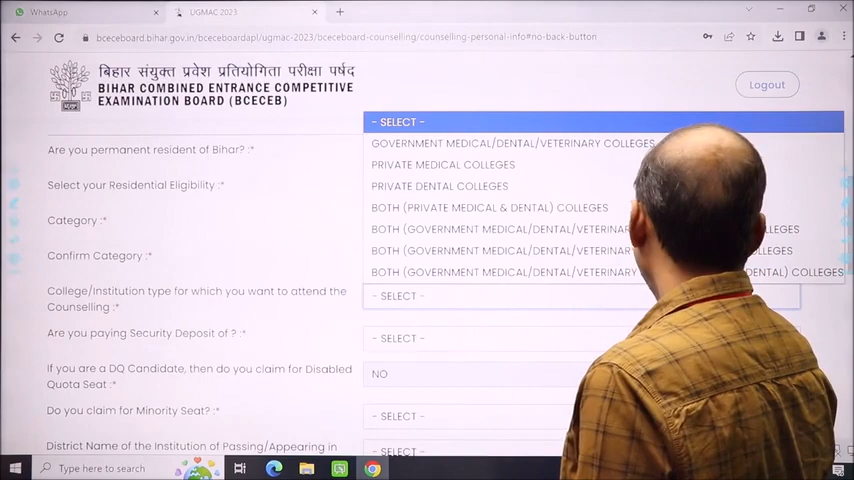 WhatsApp
UGMAC 2023
bceceboard.bihar.gov.in/bceceboardapl/ugmac-2023/bceceboard-counselling/counselling-personal-info#no-back-button
बिहार संयुक्त प्रवेश प्रतियोगिता परीक्षा पर्षद
BIHAR COMBINED ENTRANCE COMPETITIVE
EXAMINATION BOARD (BCECEB)
Logout
- SELECT -
GOVERNMENT MEDICAL/DENTAL/VETERINARY COLLEGES
Are you permanent resident of Bihar? :*
PRIVATE MEDICAL COLLEGES
Select your Residential Eligibility :*
PRIVATE DENTAL COLLEGES
BOTH (PRIVATE MEDICAL & DENTAL) COLLEGES
Category :*
BOTH (GOVERNMENT MEDICAL/DENTAL/VETERINA
Confirm Category :*
BOTH (GOVERNMENT MEDICAL/DENTAL/VETERINA
BOTH (GOVERNMENT MEDICAL/DENTAL/VETERINARY DENTAL) COLLEGES
College/Institution type for which you want to attend the
Counselling :*
- SELECT -
Are you paying Security Deposit of ? :*
- SELECT -
If you are a DQ Candidate, then do you claim for Disabled
Quota Seat :*
NO
Do you claim for Minority Seat? :*
- SELECT -
District Name of the Institution of Passing/Appearing in
- SELECT -
Type here to search